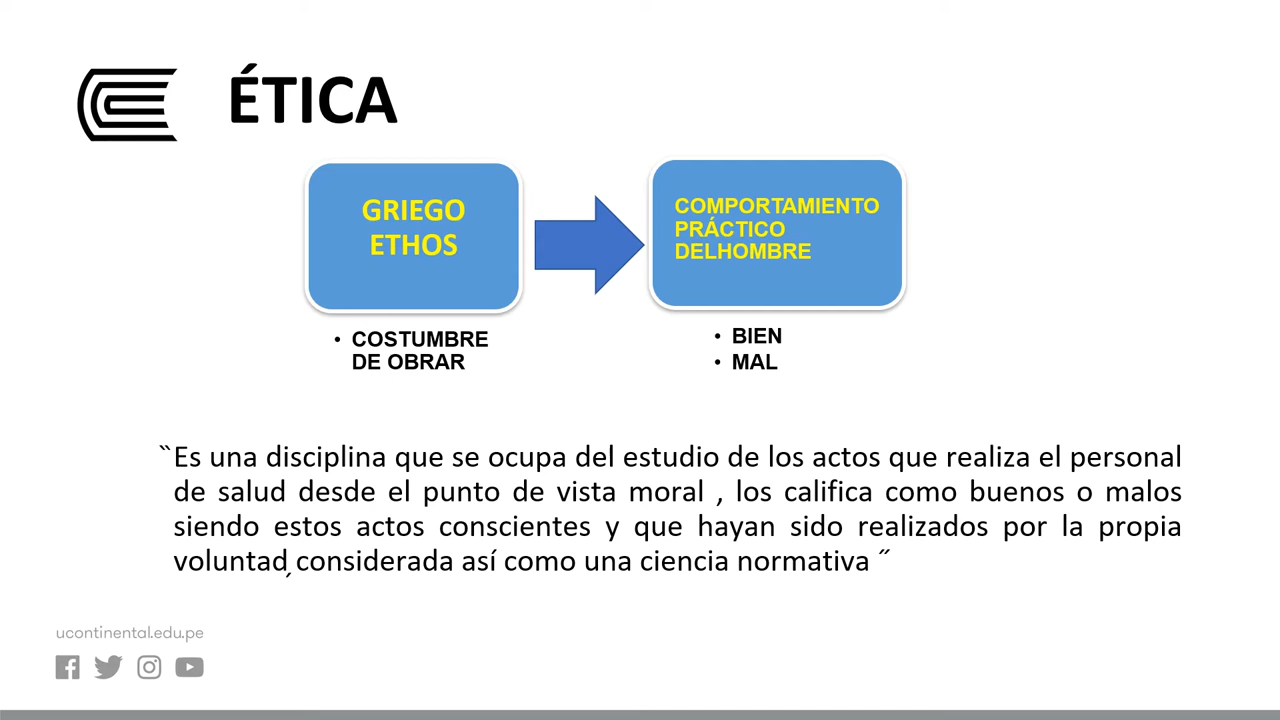 ÉTICA
GRIEGO
ETHOS
COMPORTAMIENTO
PRÁCTICO
DELHOMBRE
• COSTUMBRE
DE OBRAR
• BIEN
• MAL
‶Es una disciplina que se ocupa del estudio de los actos que realiza el personal
de salud desde el punto de vista moral , los califica como buenos o malos
siendo estos actos conscientes y que hayan sido realizados por la propia
voluntad, considerada así como una ciencia normativa ″
ucontinental.edu.pe